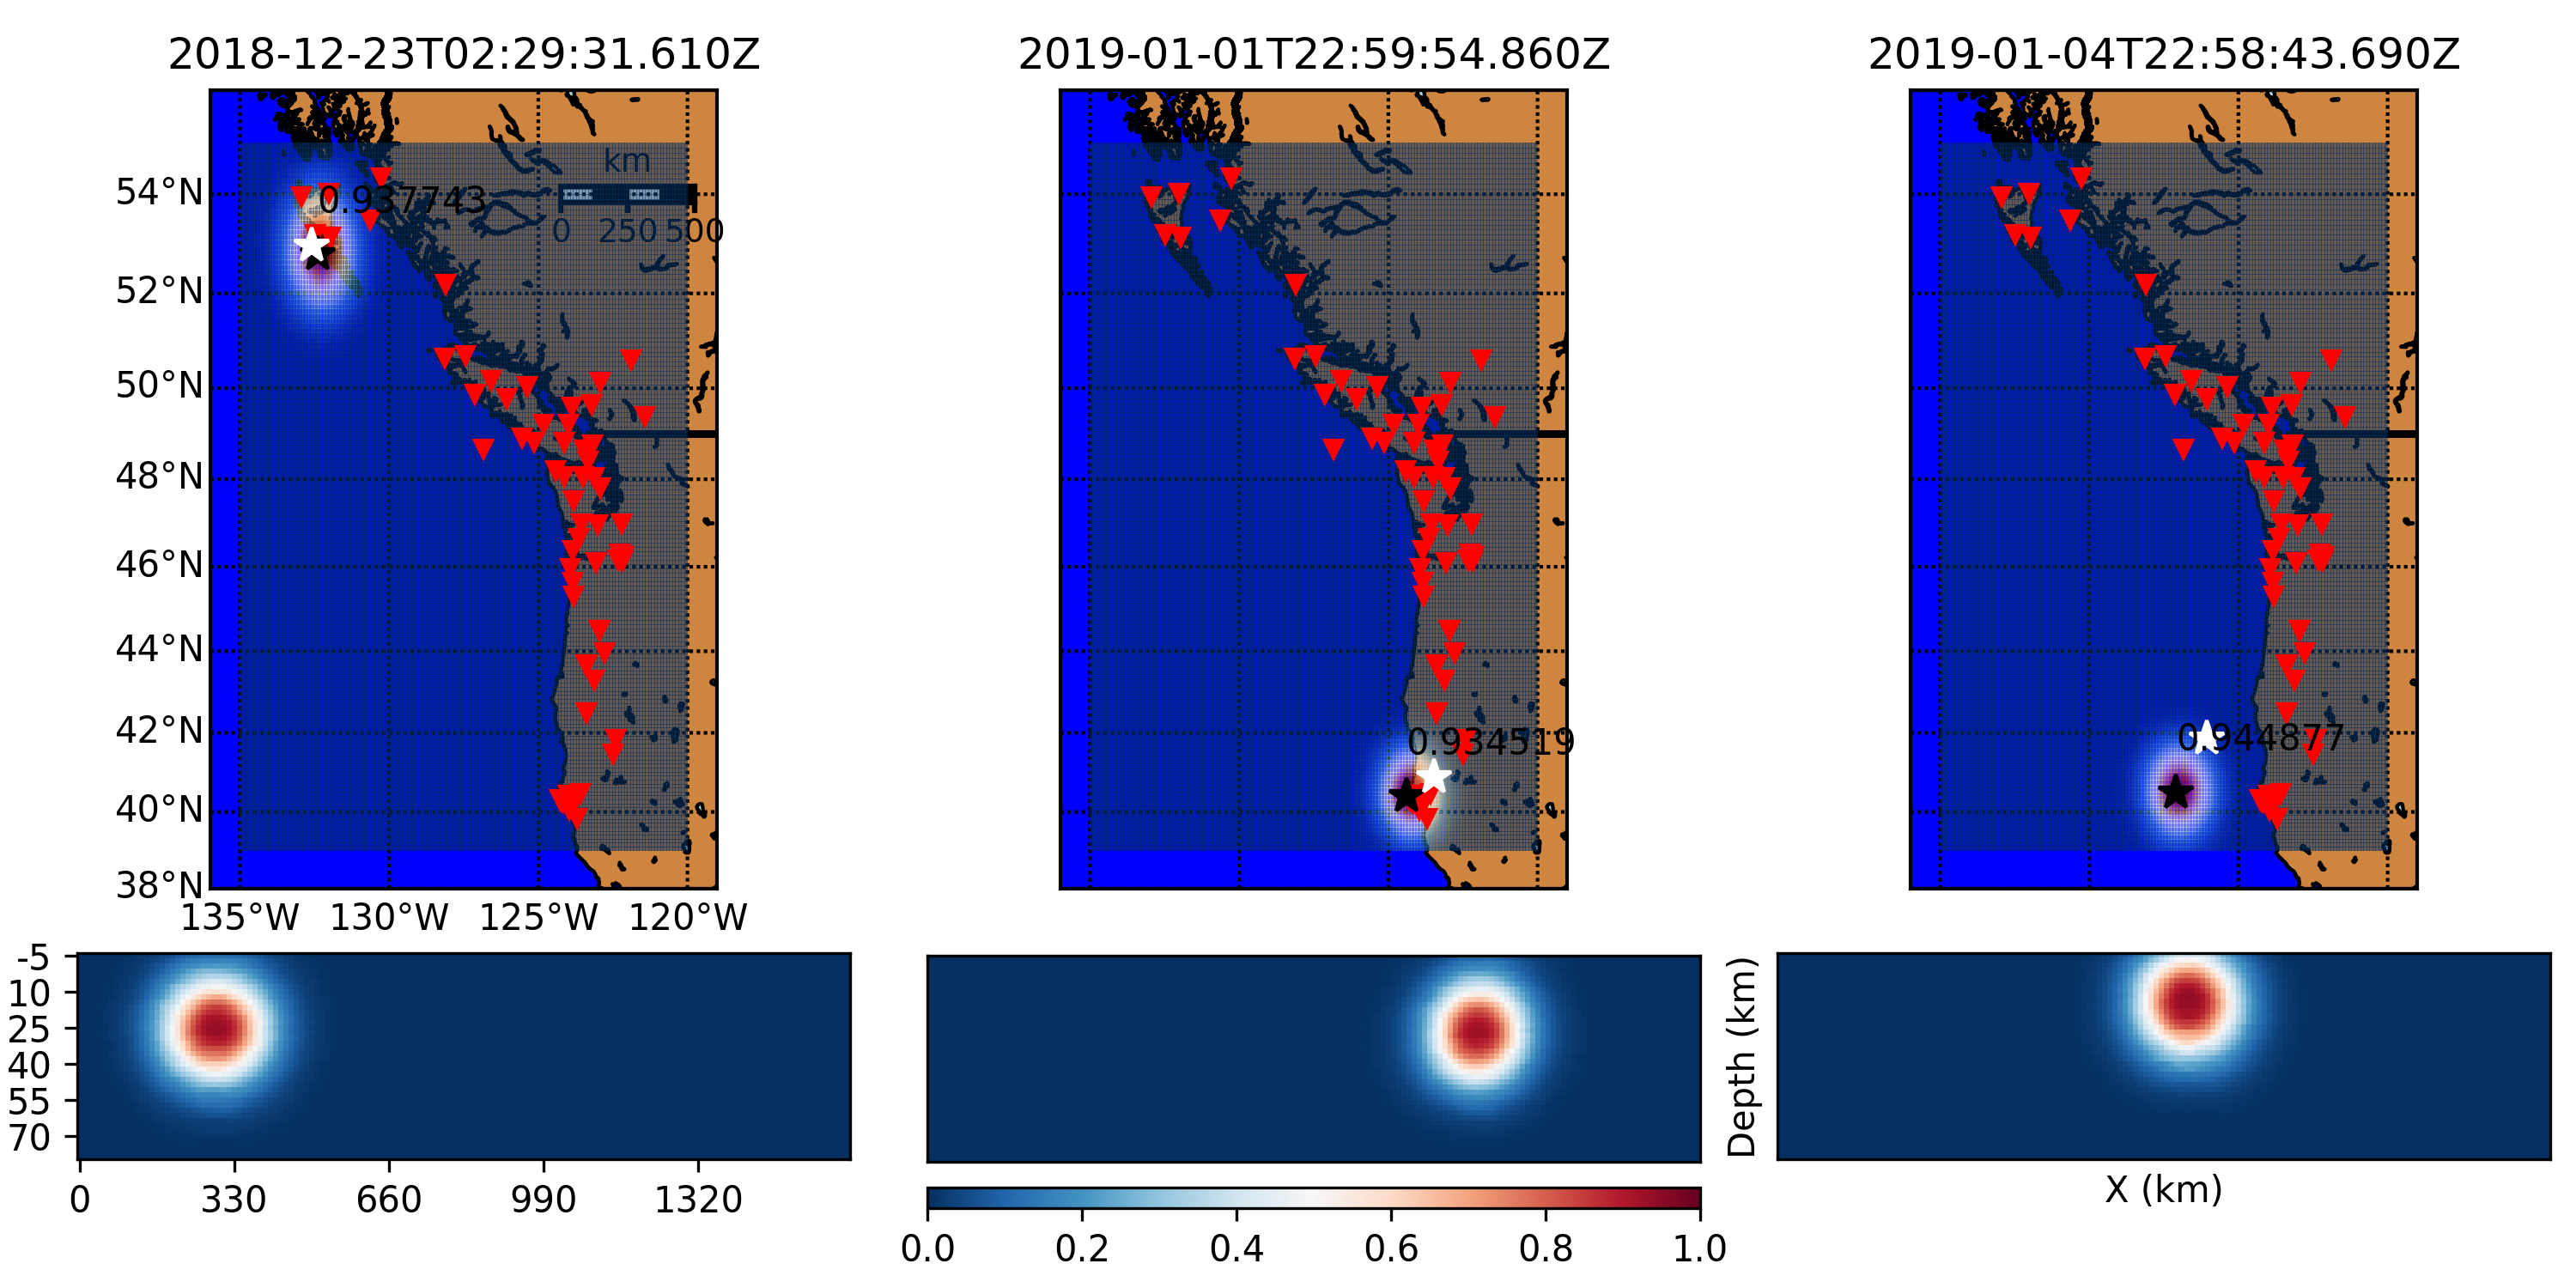 2018-12-23T02:29:31.610Z
2019-01-01T22:59:54.860Z
2019-01-04T22:58:43.690Z
km
54°N
0.937743
0 250 500
52°N
50°N
48°N
46°N
44°N
42°N
0.934519
0.944877
40°N
38°N
135°W 130°W 125°W 120°W
-5
10
25
40
55
70
0 330 660 990 1320
Depth (km)
X (km)
0.0 0.2 0.4 0.6 0.8 1.0